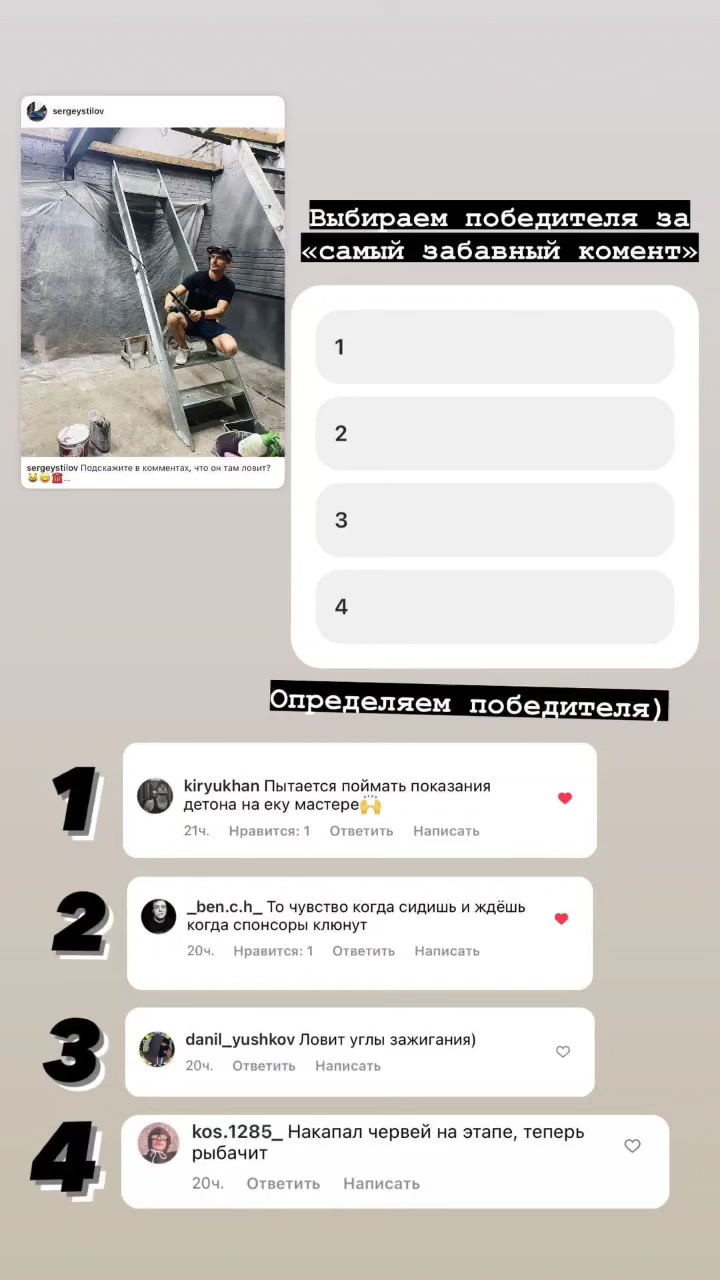 sergeystilov
sergeystilov Подскажите в комментах, что он там ловит?
😹😄☎️...
Выбираем победителя за
«самый забавный комент»
1
2
3
4
Определяем победителя)
1
kiryukhan Пытается поймать показания
детона на еку мастере🙌
21ч. Нравится: 1 Ответить Написать
2
_ben.c.h_ То чувство когда сидишь и ждёшь
когда спонсоры клюнут
20ч. Нравится: 1 Ответить Написать
3
danil_yushkov Ловит углы зажигания)
20ч. Ответить Написать
4
kos.1285_ Накапал червей на этапе, теперь
рыбачит
20ч. Ответить Написать